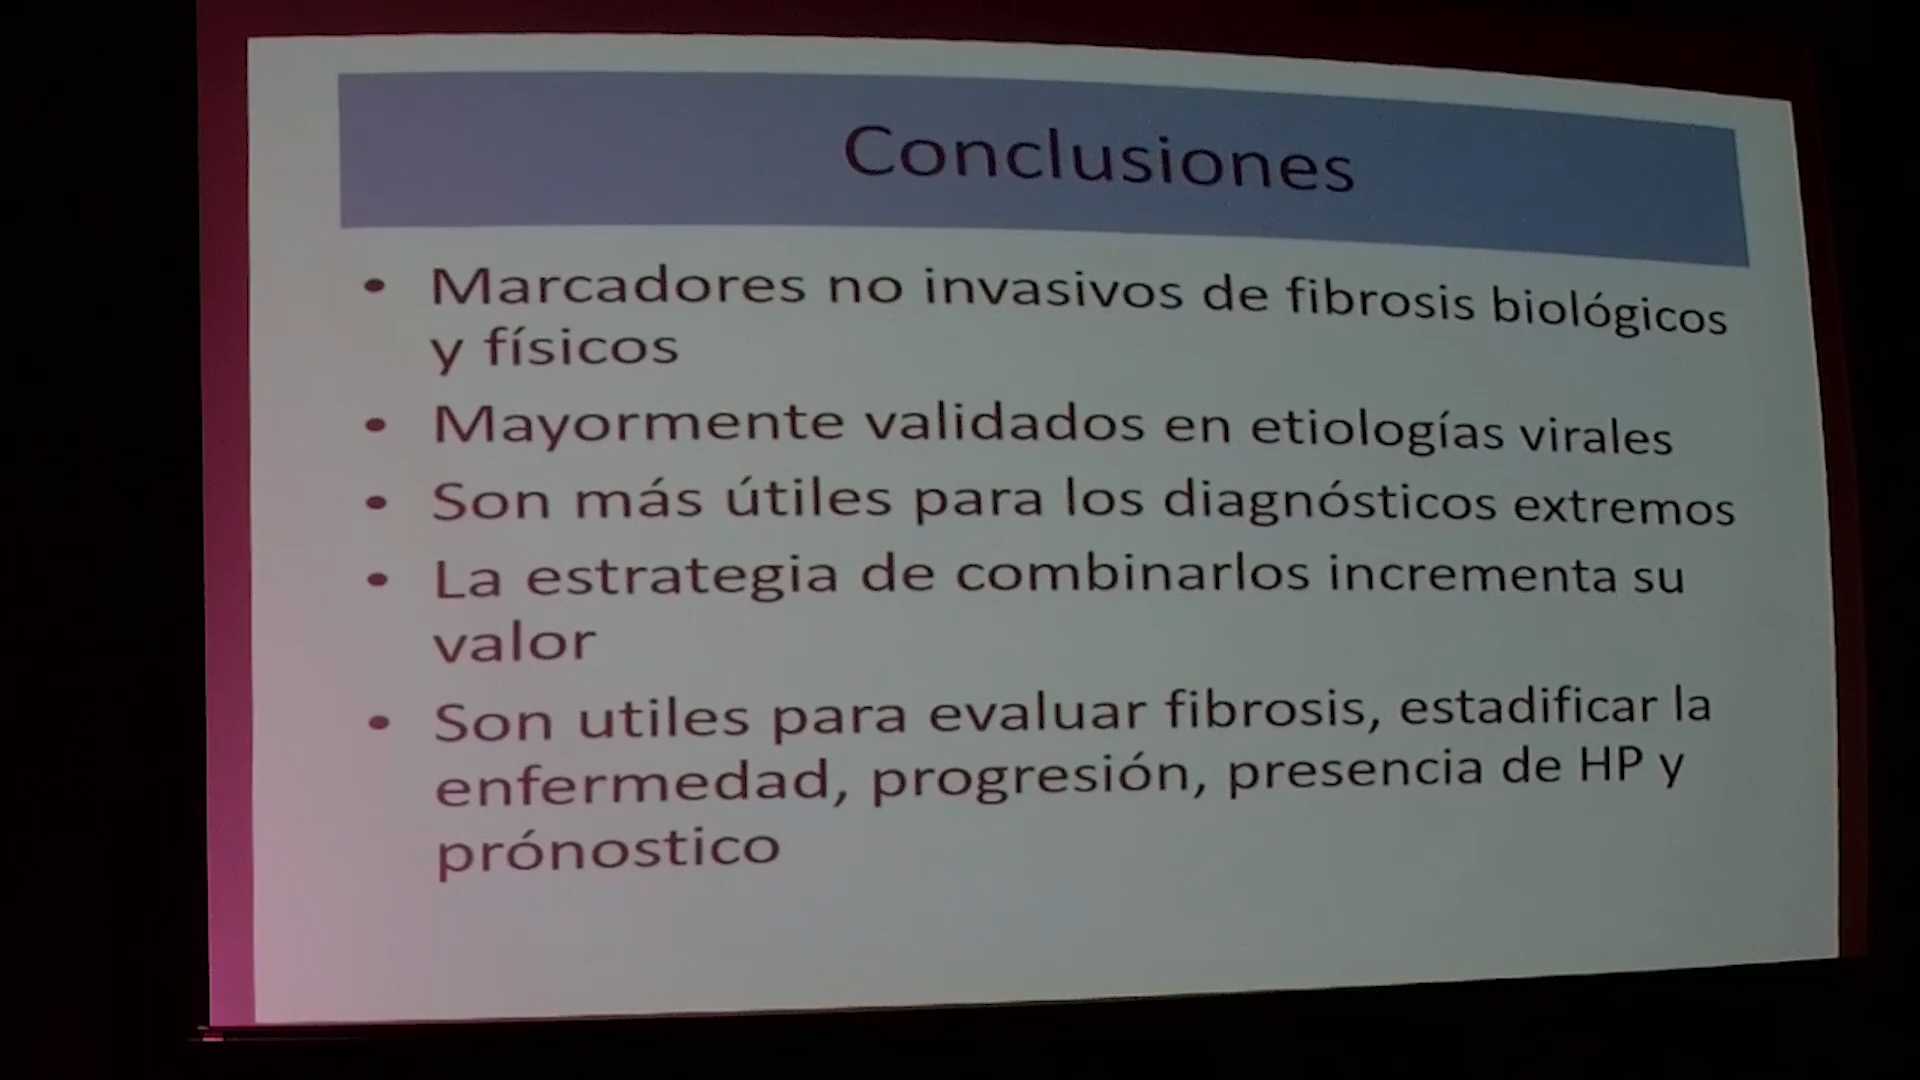 Conclusiones
• Marcadores no invasivos de fibrosis biológicos
y físicos
• Mayormente validados en etiologías virales
• Son más útiles para los diagnósticos extremos
• La estrategia de combinarlos incrementa su
valor
• Son utiles para evaluar fibrosis, estadificar la
enfermedad, progresión, presencia de HP y
prónostico